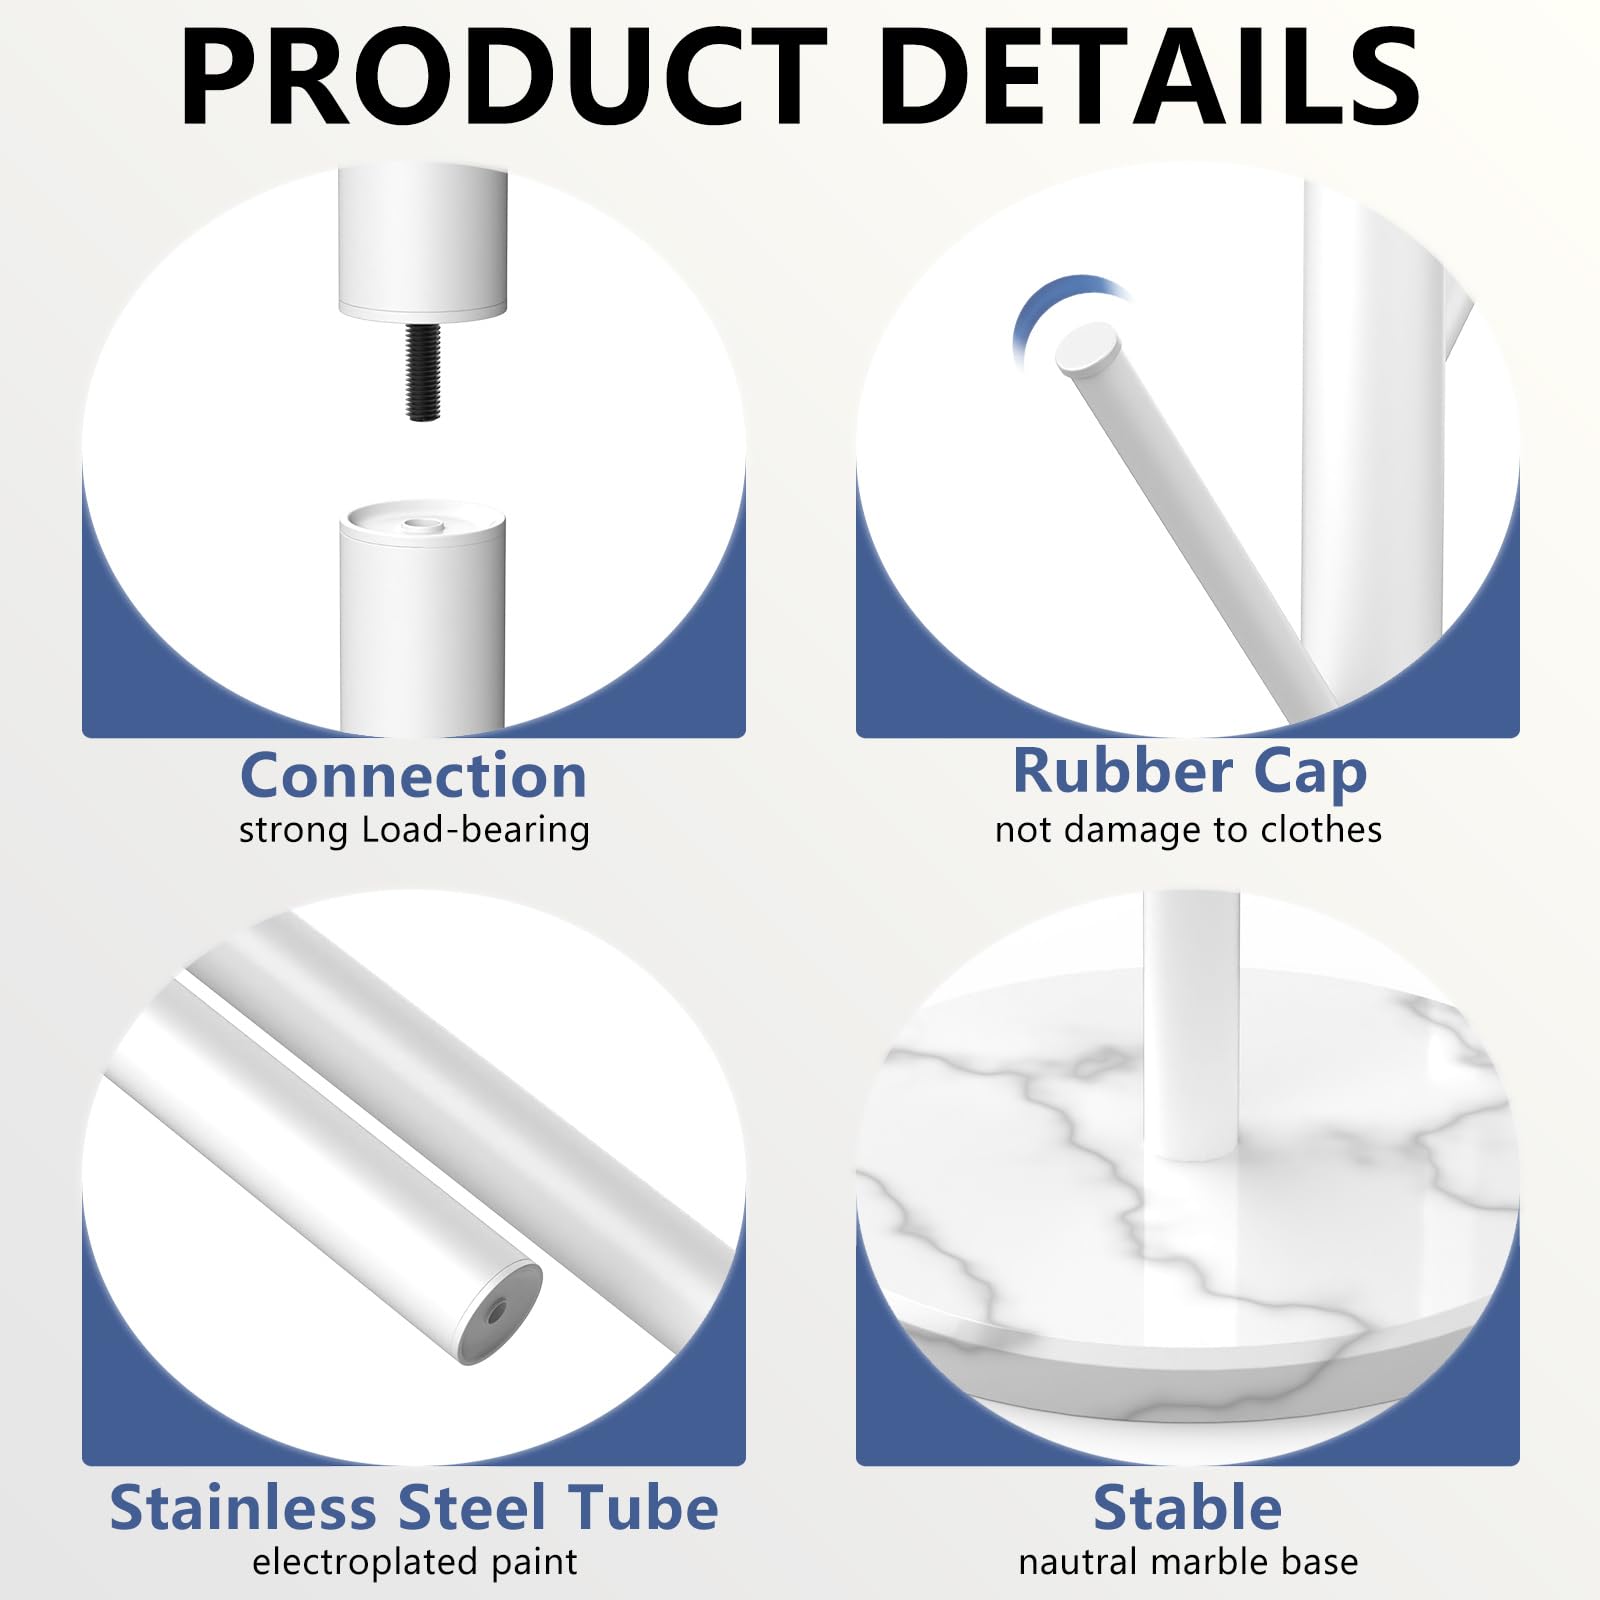 PRODUCT DETAILS
Connection
strong Load-bearing
Rubber Cap
not damage to clothes
Stainless Steel Tube
electroplated paint
Stable
nautral marble base